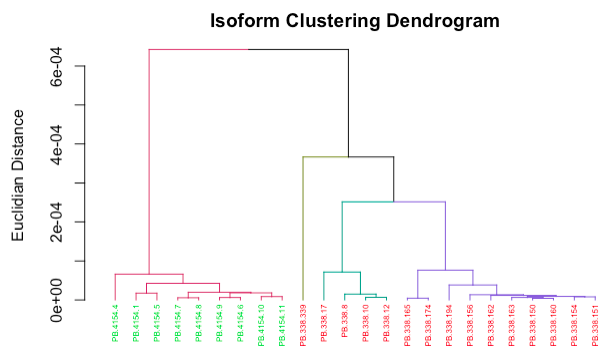 Isoform Clustering Dendrogram
Euclidian Distance
6e-04
4e-04
2e-04
0e+00
PB.4154.4
PB.4154.1
PB.4154.5
PB.4154.7
PB.4154.8
PB.4154.9
PB.4154.6
PB.4154.10
PB.4154.11
PB.338.339
PB.338.17
PB.338.8
PB.338.10
PB.338.12
PB.338.165
PB.338.174
PB.338.194
PB.338.156
PB.338.162
PB.338.163
PB.338.150
PB.338.160
PB.338.154
PB.338.151